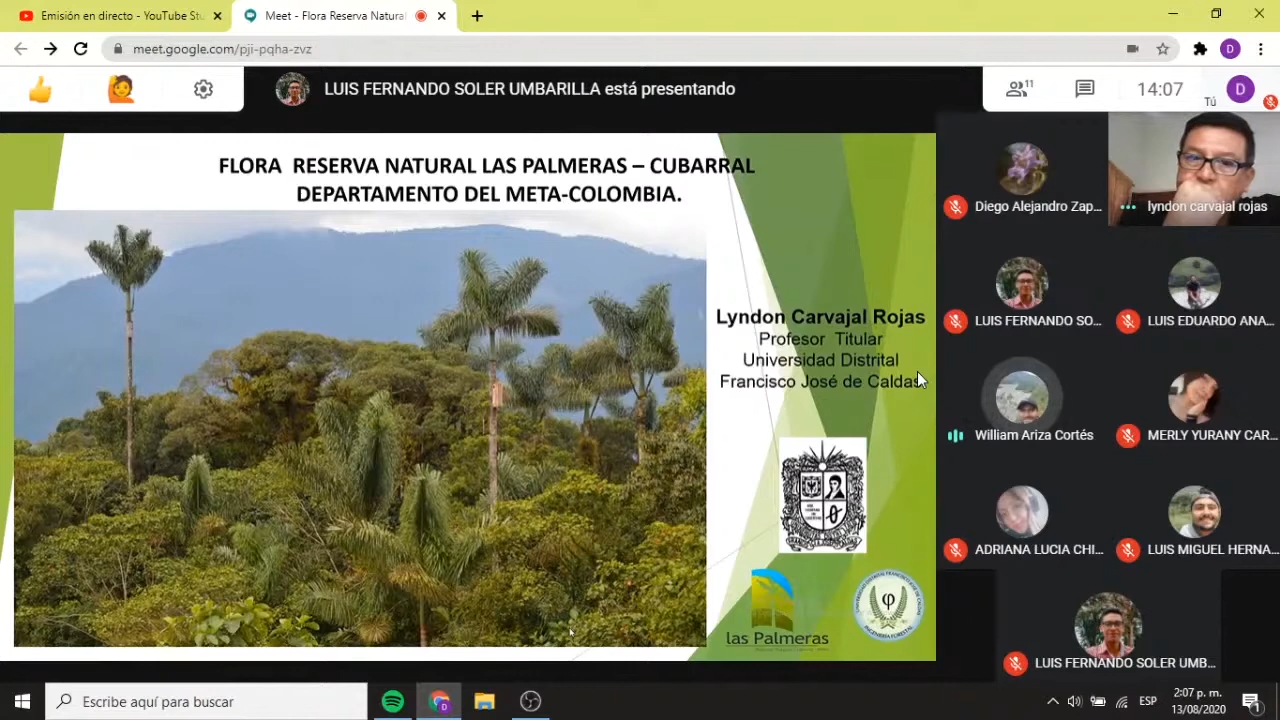 Emisión en directo - YouTube Stu
Meet - Flora Reserva Natural
meet.google.com/pji-pqha-zvz
D
LUIS FERNANDO SOLER UMBARILLA está presentando
11
14:07
Tú
D
FLORA RESERVA NATURAL LAS PALMERAS – CUBARRAL
DEPARTAMENTO DEL META-COLOMBIA.
Lyndon Carvajal Rojas
Profesor Titular
Universidad Distrital
Francisco José de Caldas
las Palmeras
Diego Alejandro Zap...
lyndon carvajal rojas
LUIS FERNANDO SO...
LUIS EDUARDO ANA...
William Ariza Cortés
MERLY YURANY CAR...
ADRIANA LUCIA CHI...
LUIS MIGUEL HERNA...
LUIS FERNANDO SOLER UMB...
Escribe aquí para buscar
ESP
2:07 p. m.
13/08/2020
1